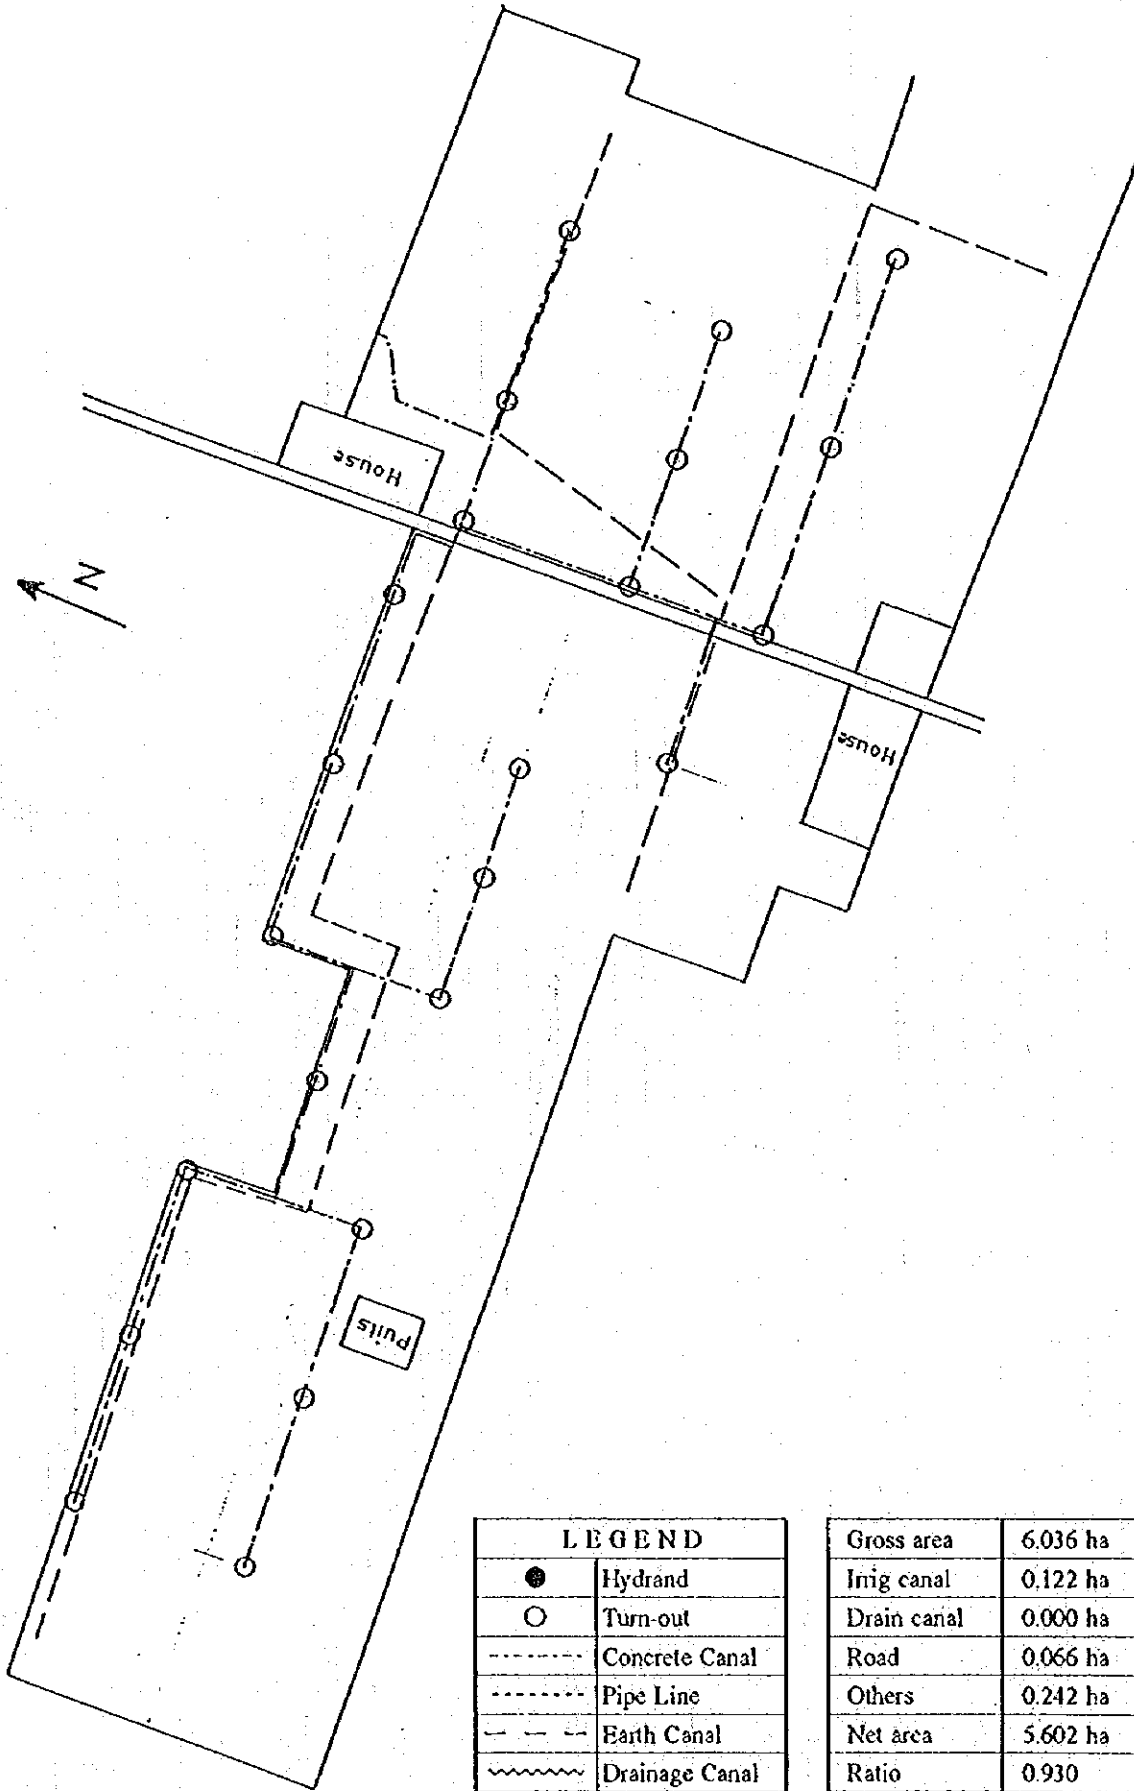 House
N
House
Puits
LEGEND
Hydrand
Turn-out
Concrete Canal
Pipe Line
Earth Canal
Drainage Canal
Gross area 6.036 ha
Irrig canal 0.122 ha
Drain canal 0.000 ha
Road 0.066 ha
Others 0.242 ha
Net area 5.602 ha
Ratio 0.930